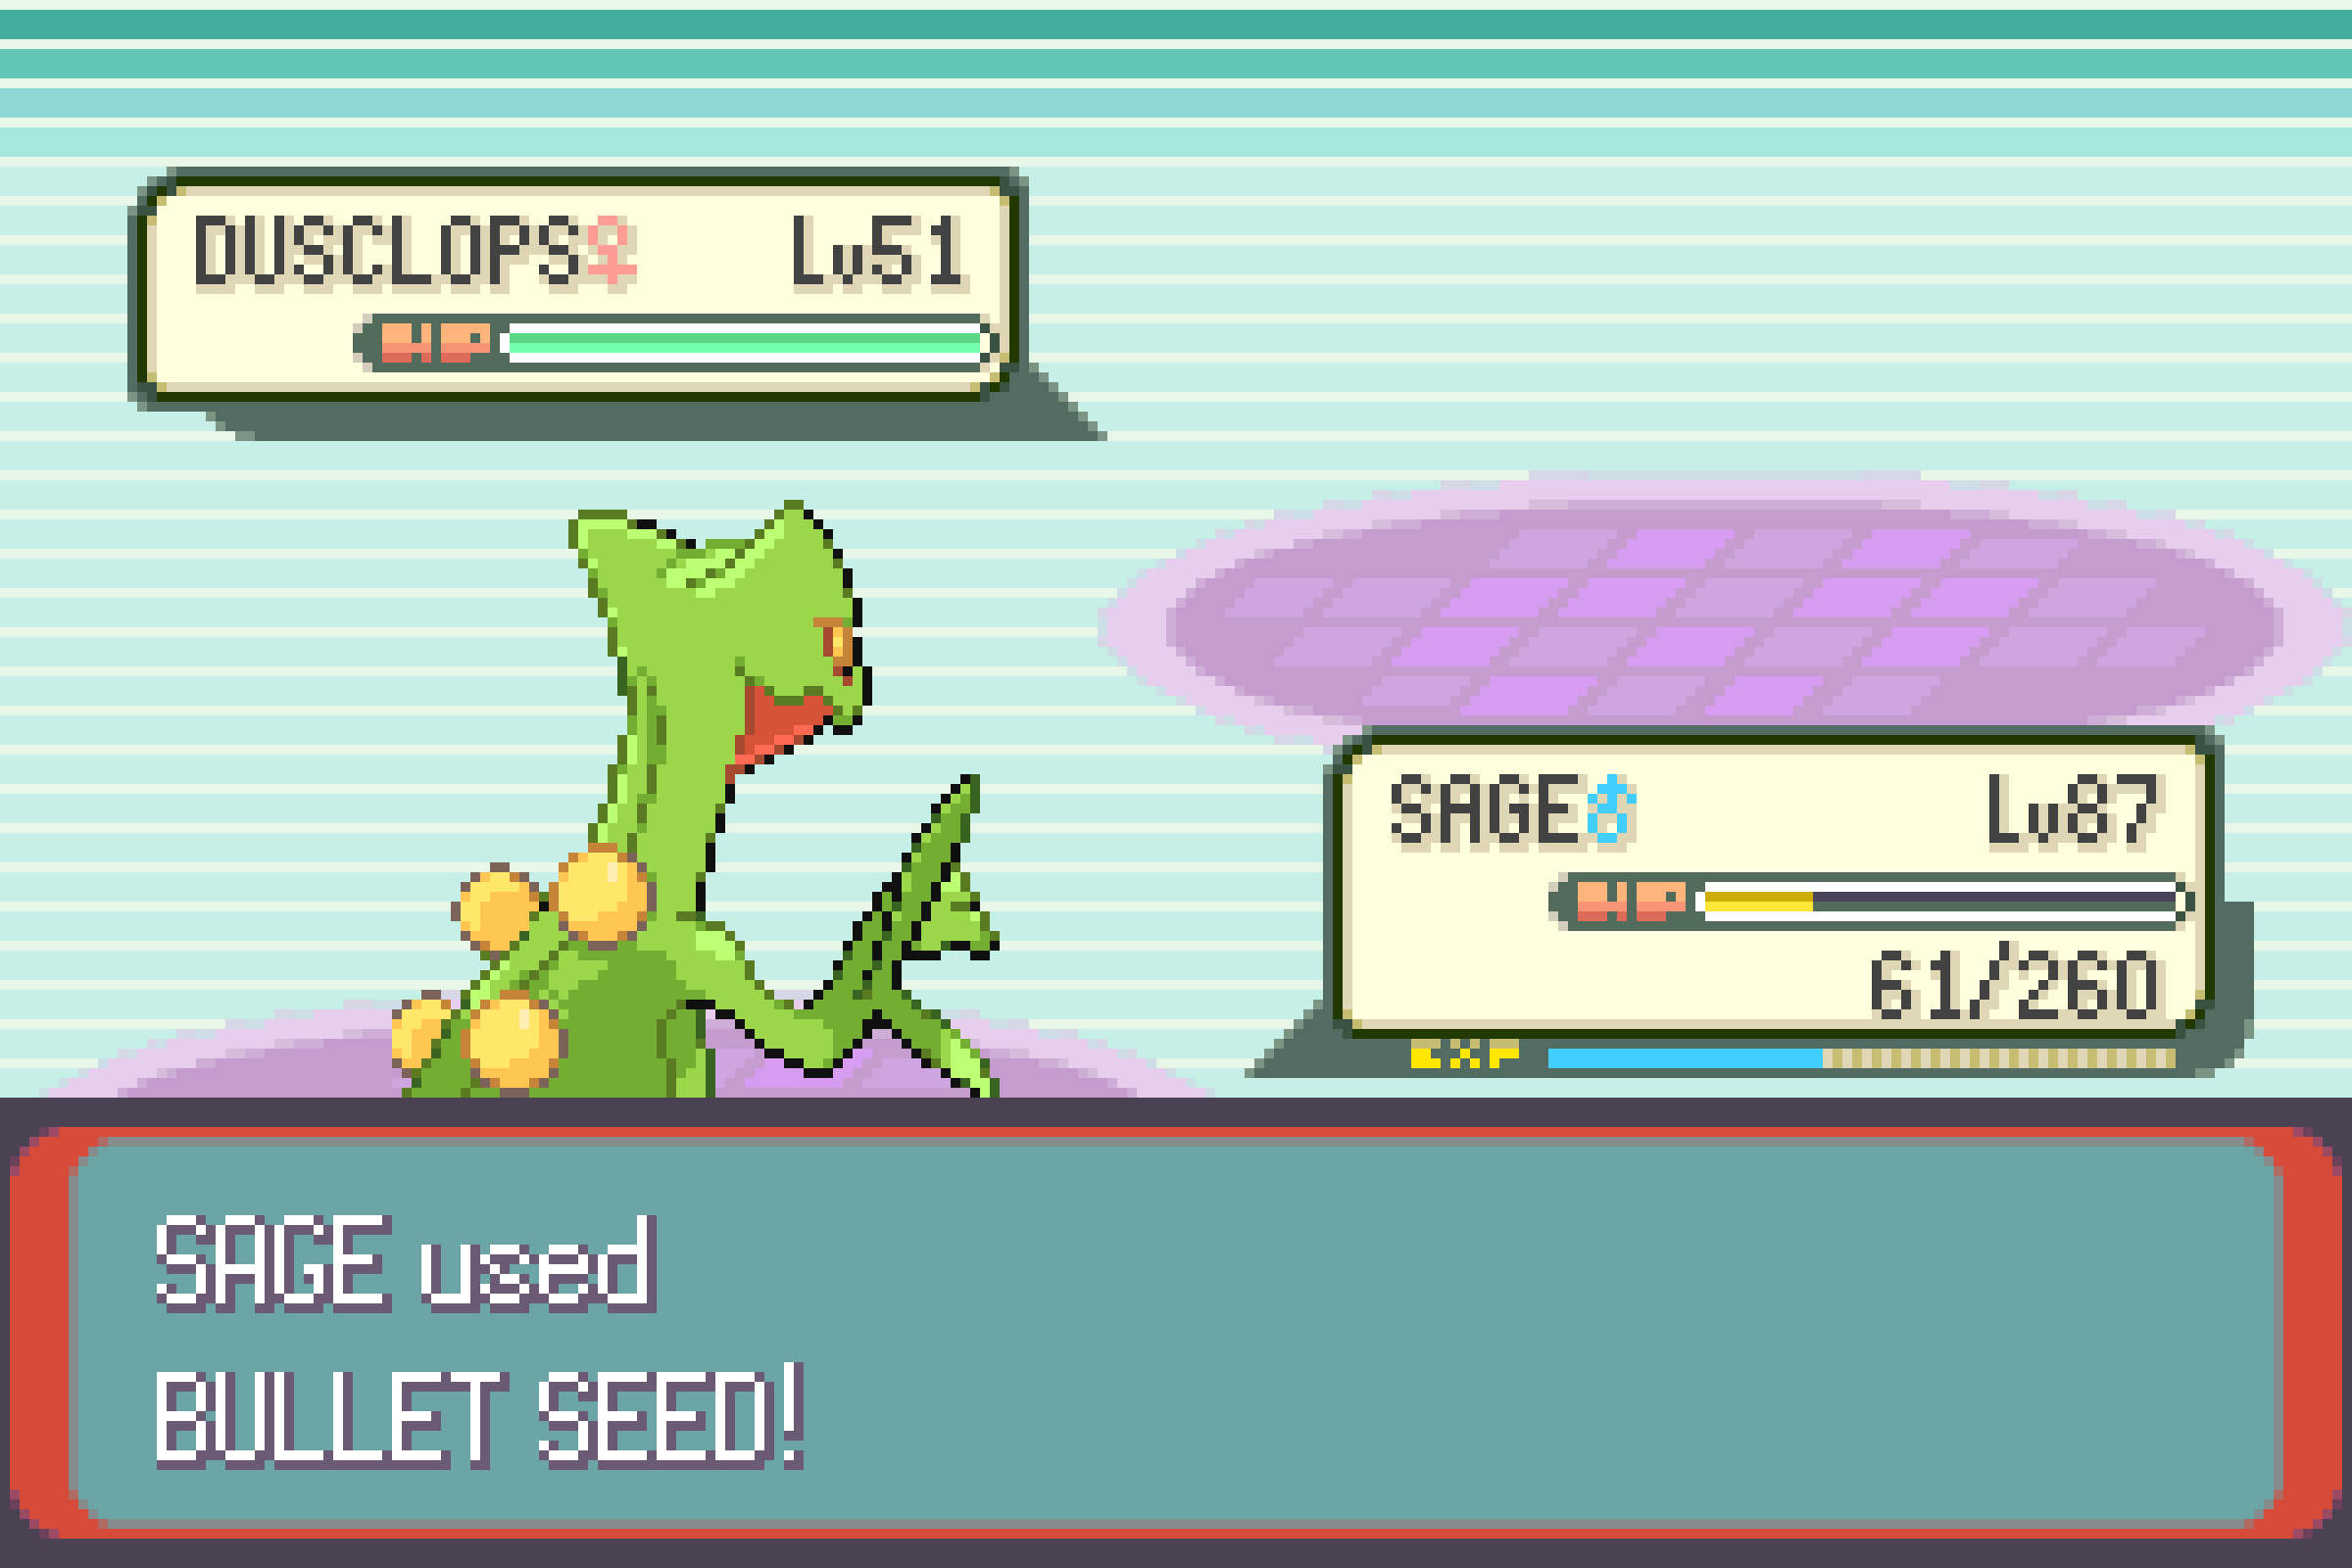 DUSCLOPS♀ Lv51
HP
SAGE♂ Lv87
HP
61/260
EXP
SAGE used
BULLET SEED!